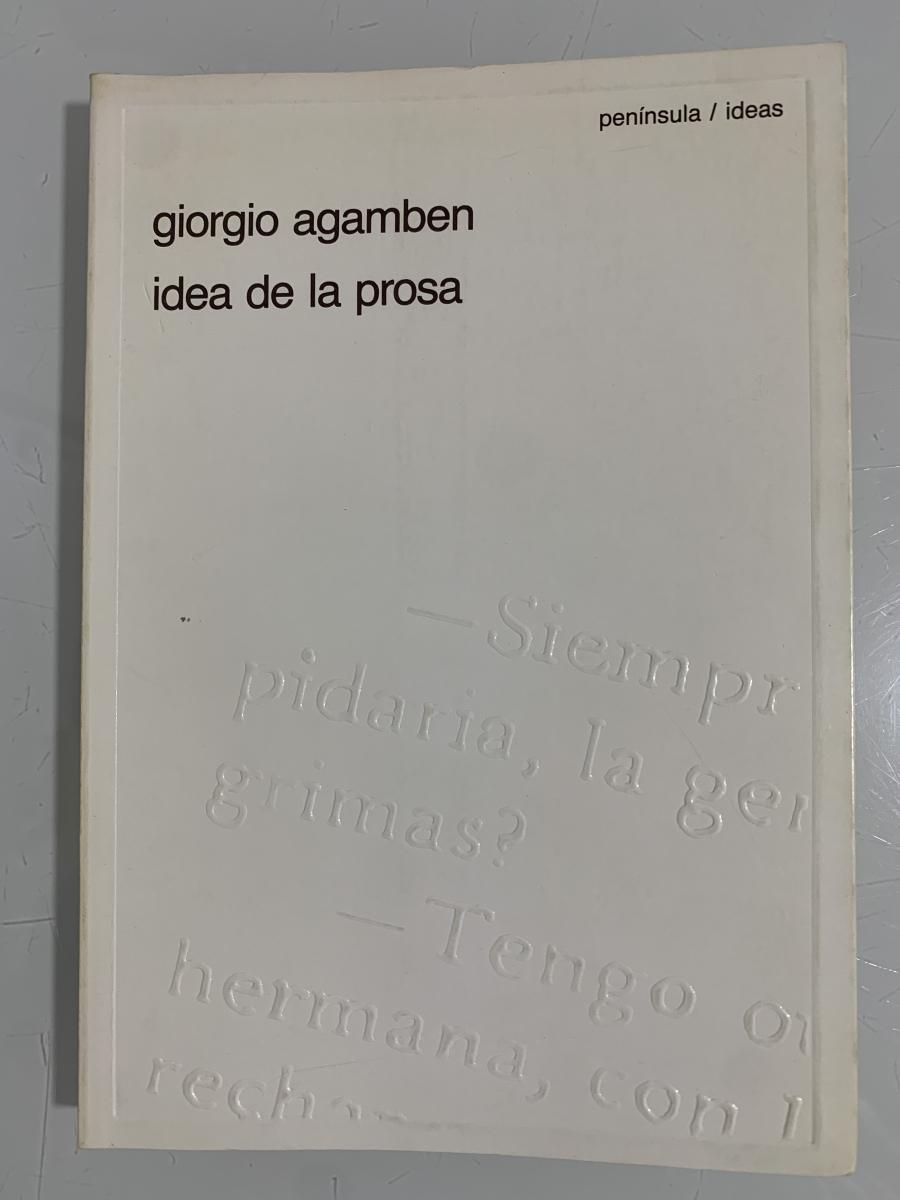 península / ideas
giorgio agamben
idea de la prosa
—Siempr
pidaria, la ger
grimas?
—Tengo
hermana, con l